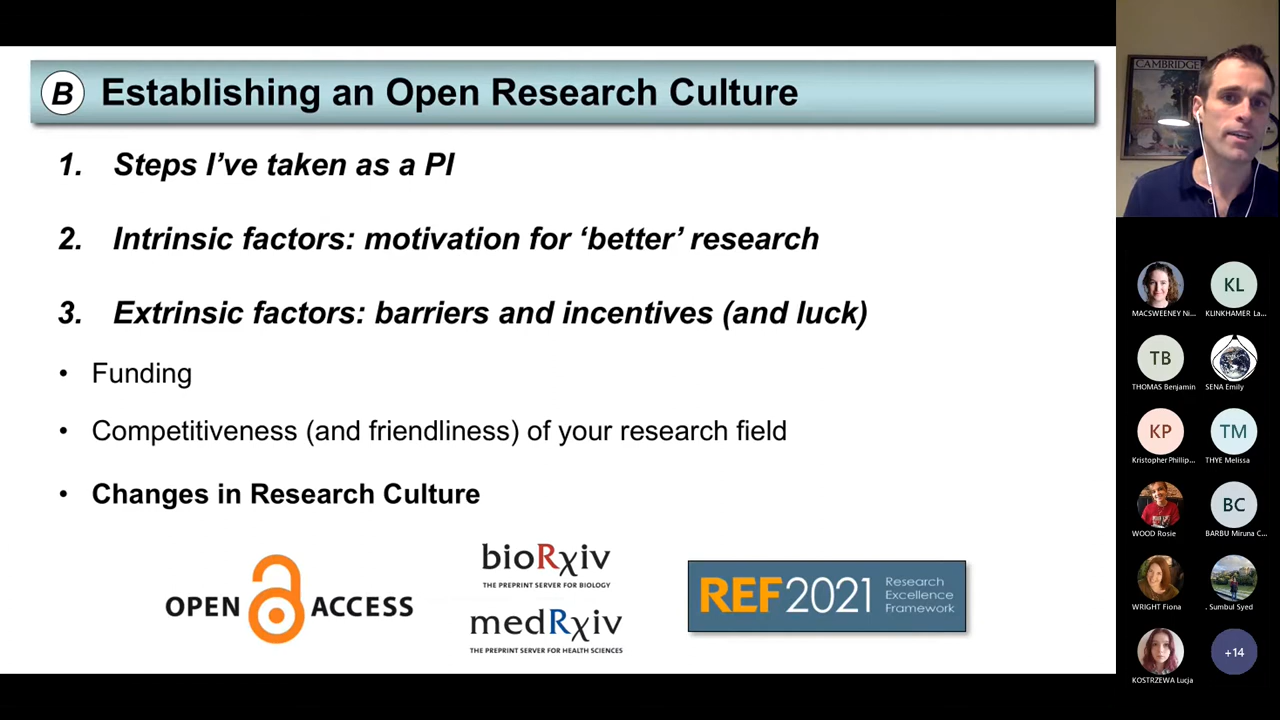 B Establishing an Open Research Culture
1. Steps I’ve taken as a PI
2. Intrinsic factors: motivation for ‘better’ research
3. Extrinsic factors: barriers and incentives (and luck)
• Funding
• Competitiveness (and friendliness) of your research field
• Changes in Research Culture
OPEN ACCESS
bioRχiv
THE PREPRINT SERVER FOR BIOLOGY
medRχiv
THE PREPRINT SERVER FOR HEALTH SCIENCES
REF2021 Research
Excellence
Framework
CAMBRIDGE
KL
MACSWEENEY Ni... KLINKHAMER La...
TB
THOMAS Benjamin SENA Emily
KP TM
Kristopher Phillip... THYE Melissa
BC
WOOD Rosie BARBU Miruna C...
WRIGHT Fiona . Sumbul Syed
+14
KOSTRZEWA Lucja